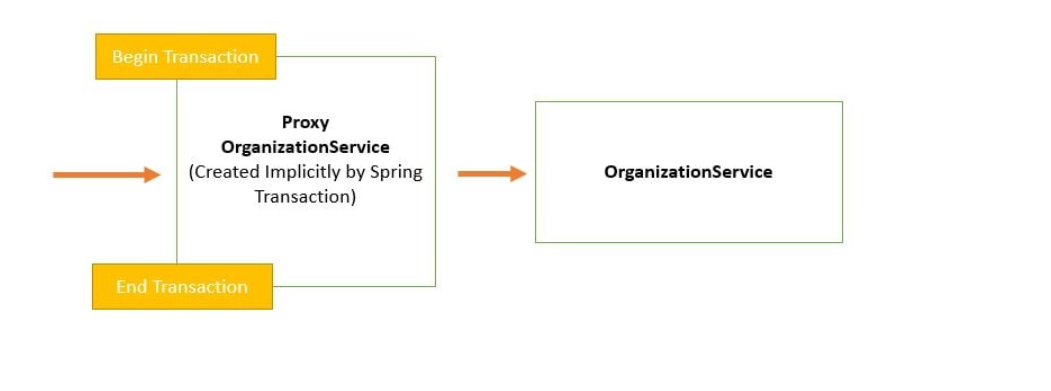 Begin Transaction
Proxy
OrganizationService
(Created Implicitly by Spring
Transaction)
OrganizationService
End Transaction